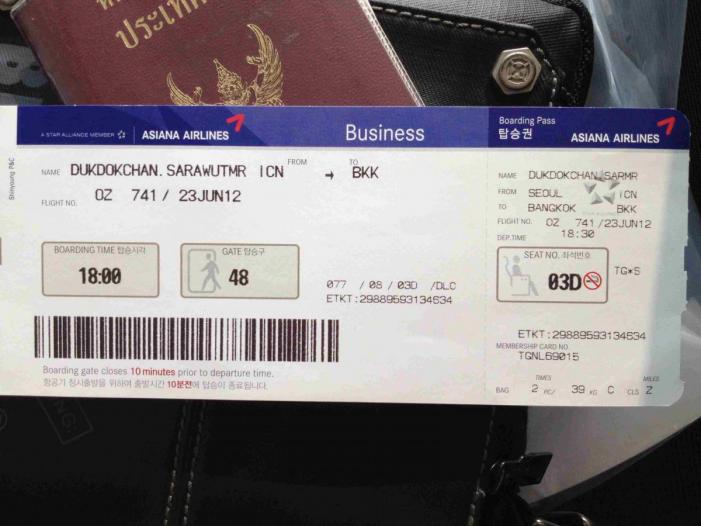 ประเทศ
A STAR ALLIANCE MEMBER
ASIANA AIRLINES
Business
Boarding Pass
탑승권
ASIANA AIRLINES
Shinyoung P&C
NAME DUKDOKCHAN.SARAWUTMR ICN FROM → TO BKK
FLIGHT NO. OZ 741 / 23JUN12
BOARDING TIME 탑승시각
18:00
GATE 탑승구
48
077 / 08 / 03D /DLC
ETKT:29889593134634
Boarding gate closes 10 minutes prior to departure time.
항공기 정시출발을 위하여 출발시간 10분전에 탑승이 종료됩니다.
NAME DUKDOKCHAN SARMR
FROM SEOUL ICN
TO BANGKOK BKK
FLIGHT NO. OZ 741 /23JUN12
DEP.TIME 18:30
SEAT NO. 좌석번호
03D
TG*S
ETKT:29889593134634
MEMBERSHIP CARD NO.
TGNL69015
TIMES MILES
BAG 2 PC/ 39 KG C CLS Z